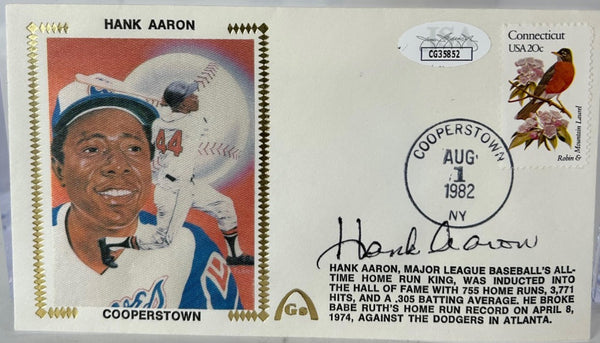 HANK AARON
CG35852
Connecticut
USA 20c
Robin & Mountain Laurel
44
COOPERSTOWN
AUG
1
1982
NY
Hank Aaron
HANK AARON, MAJOR LEAGUE BASEBALL'S ALL-
TIME HOME RUN KING, WAS INDUCTED INTO
THE HALL OF FAME WITH 755 HOME RUNS, 3,771
HITS, AND A .305 BATTING AVERAGE. HE BROKE
BABE RUTH'S HOME RUN RECORD ON APRIL 8,
1974, AGAINST THE DODGERS IN ATLANTA.
Gs
COOPERSTOWN